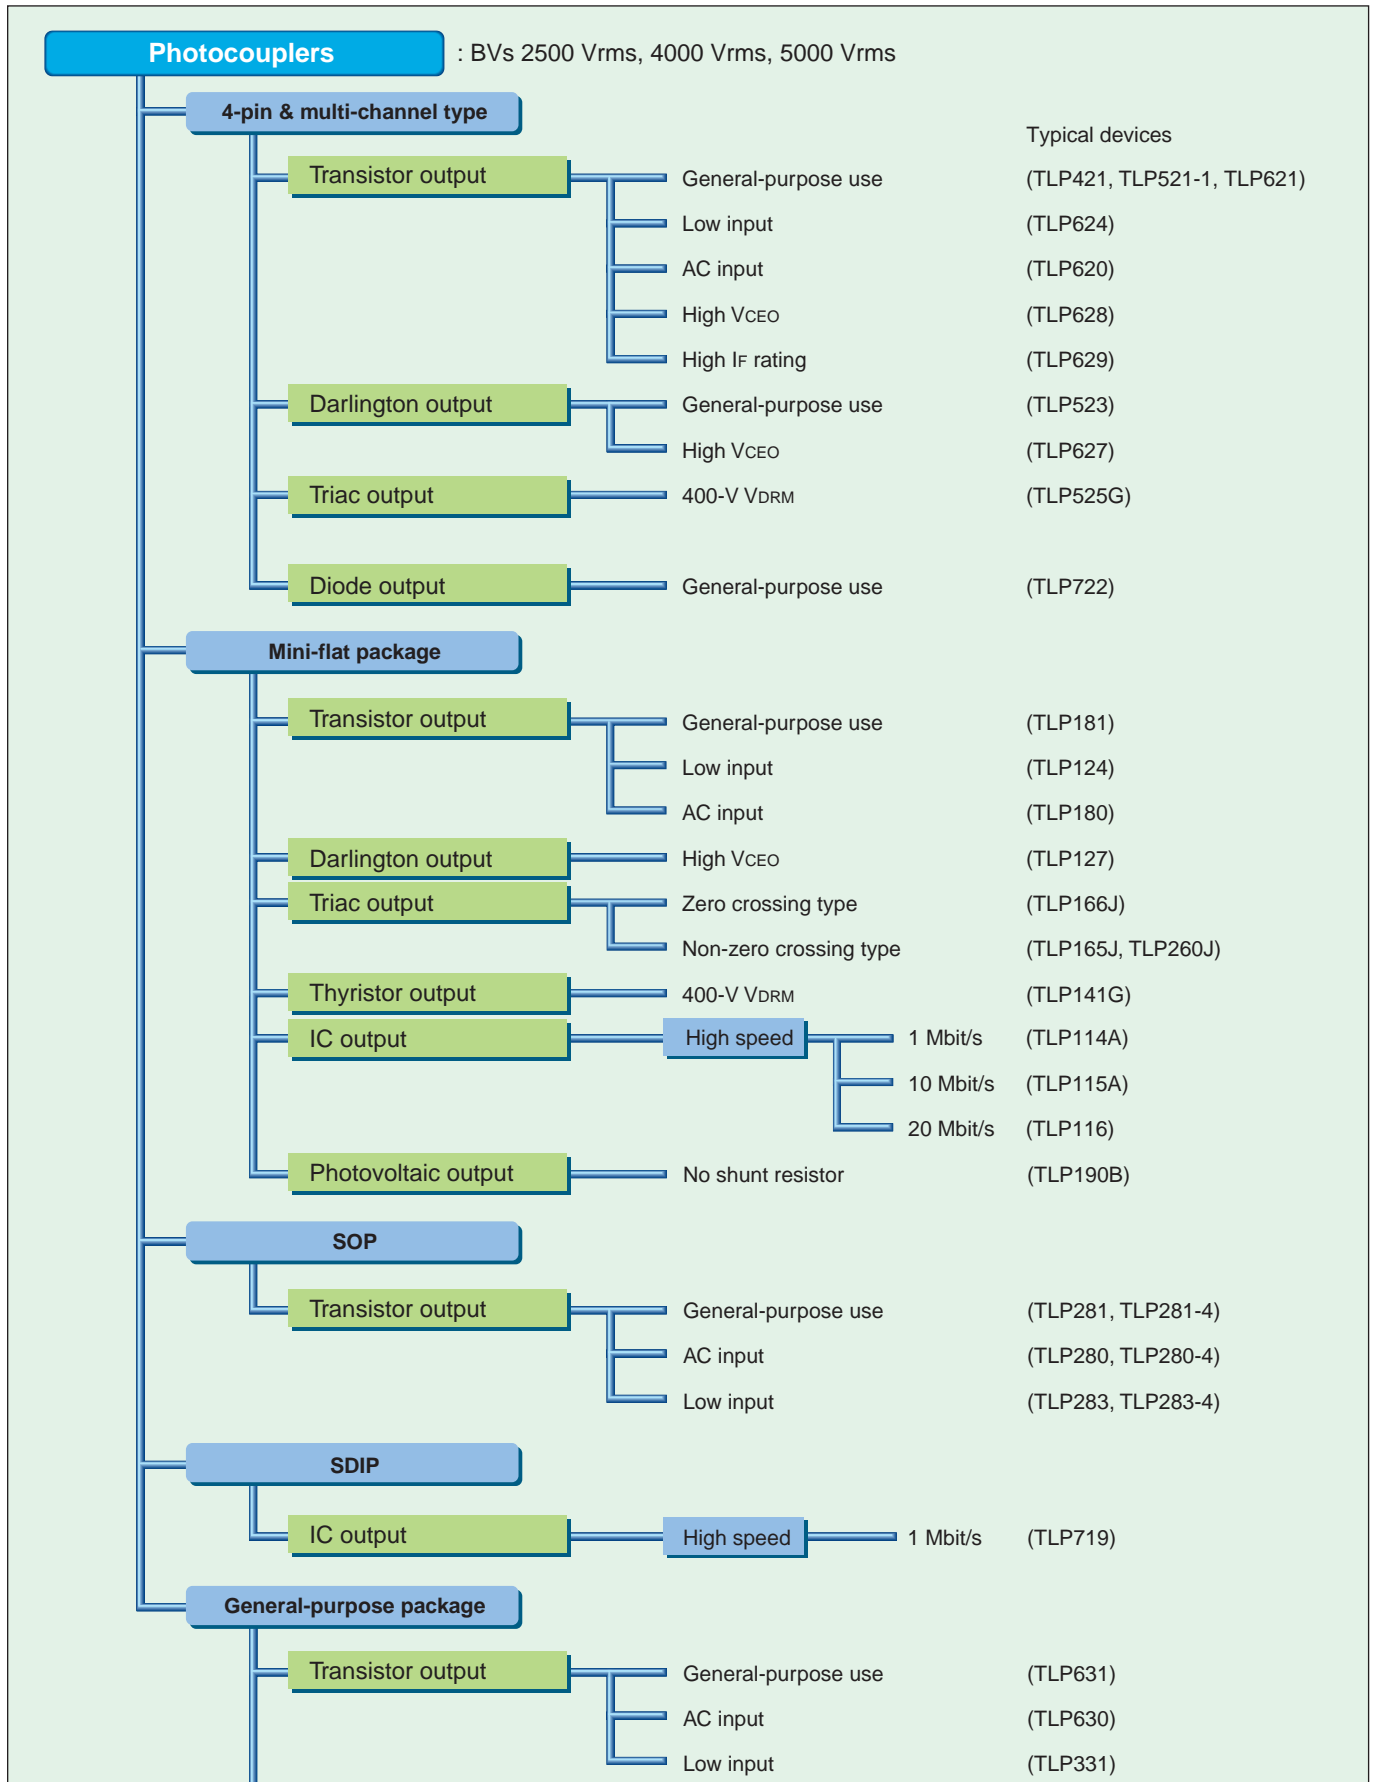 Photocouplers : BVs 2500 Vrms, 4000 Vrms, 5000 Vrms
4-pin & multi-channel type
Typical devices
Transistor output General-purpose use (TLP421, TLP521-1, TLP621)
Low input (TLP624)
AC input (TLP620)
High VCEO (TLP628)
High IF rating (TLP629)
Darlington output General-purpose use (TLP523)
High VCEO (TLP627)
Triac output 400-V VDRM (TLP525G)
Diode output General-purpose use (TLP722)
Mini-flat package
Transistor output General-purpose use (TLP181)
Low input (TLP124)
AC input (TLP180)
Darlington output High VCEO (TLP127)
Triac output Zero crossing type (TLP166J)
Non-zero crossing type (TLP165J, TLP260J)
Thyristor output 400-V VDRM (TLP141G)
IC output High speed 1 Mbit/s (TLP114A)
10 Mbit/s (TLP115A)
20 Mbit/s (TLP116)
Photovoltaic output No shunt resistor (TLP190B)
SOP
Transistor output General-purpose use (TLP281, TLP281-4)
AC input (TLP280, TLP280-4)
Low input (TLP283, TLP283-4)
SDIP
IC output High speed 1 Mbit/s (TLP719)
General-purpose package
Transistor output General-purpose use (TLP631)
AC input (TLP630)
Low input (TLP331)